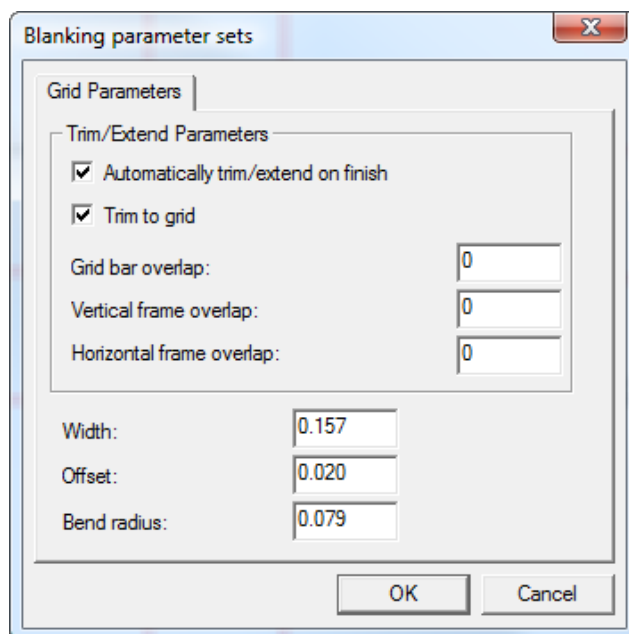 Blanking parameter sets
Grid Parameters
Trim/Extend Parameters
Automatically trim/extend on finish
Trim to grid
Grid bar overlap: 0
Vertical frame overlap: 0
Horizontal frame overlap: 0
Width: 0.157
Offset: 0.020
Bend radius: 0.079
OK Cancel